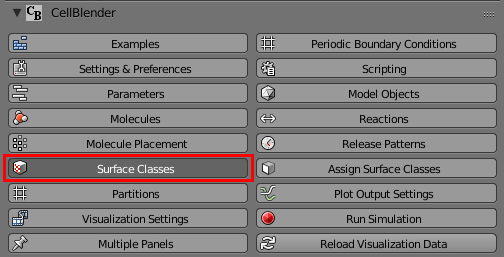 CB CellBlender
Examples
Periodic Boundary Conditions
Settings & Preferences
Scripting
Parameters
Model Objects
Molecules
Reactions
Molecule Placement
Release Patterns
Surface Classes
Assign Surface Classes
Partitions
Plot Output Settings
Visualization Settings
Run Simulation
Multiple Panels
Reload Visualization Data